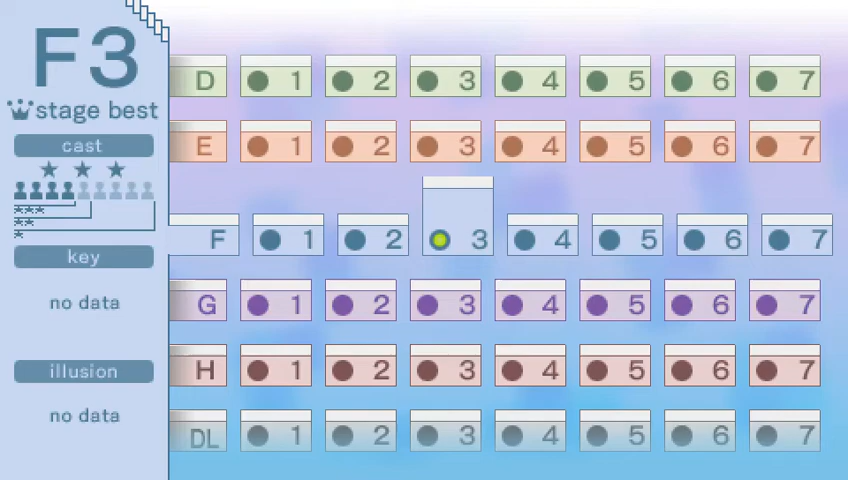 F3
stage best
cast
★ ★ ★
***
**
*
key
no data
illusion
no data
D 1 2 3 4 5 6 7
E 1 2 3 4 5 6 7
F 1 2 3 4 5 6 7
G 1 2 3 4 5 6 7
H 1 2 3 4 5 6 7
DL 1 2 3 4 5 6 7